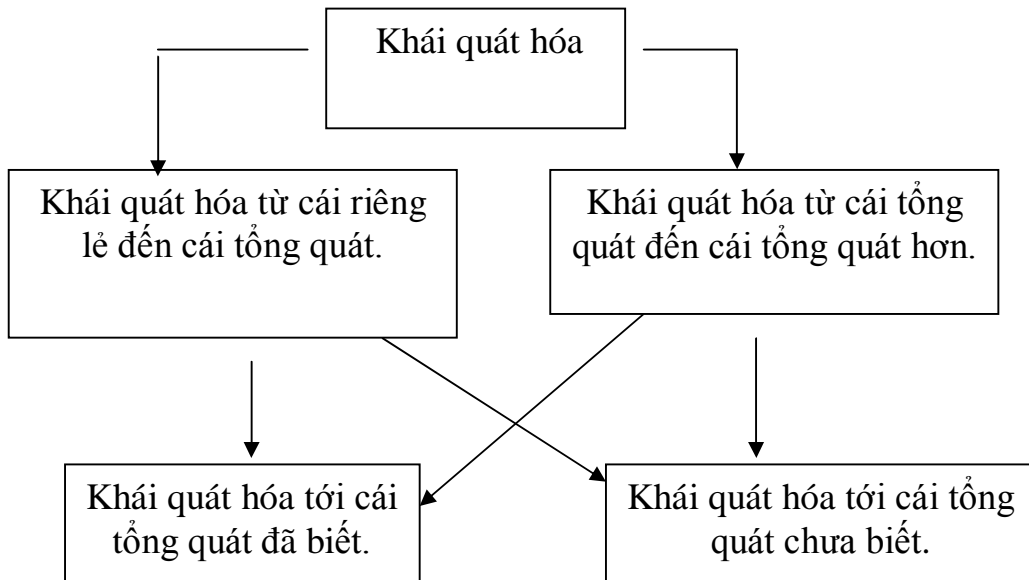 Khái quát hóa
Khái quát hóa từ cái riêng
lẻ đến cái tổng quát.
Khái quát hóa từ cái tổng
quát đến cái tổng quát hơn.
Khái quát hóa tới cái
tổng quát đã biết.
Khái quát hóa tới cái tổng
quát chưa biết.